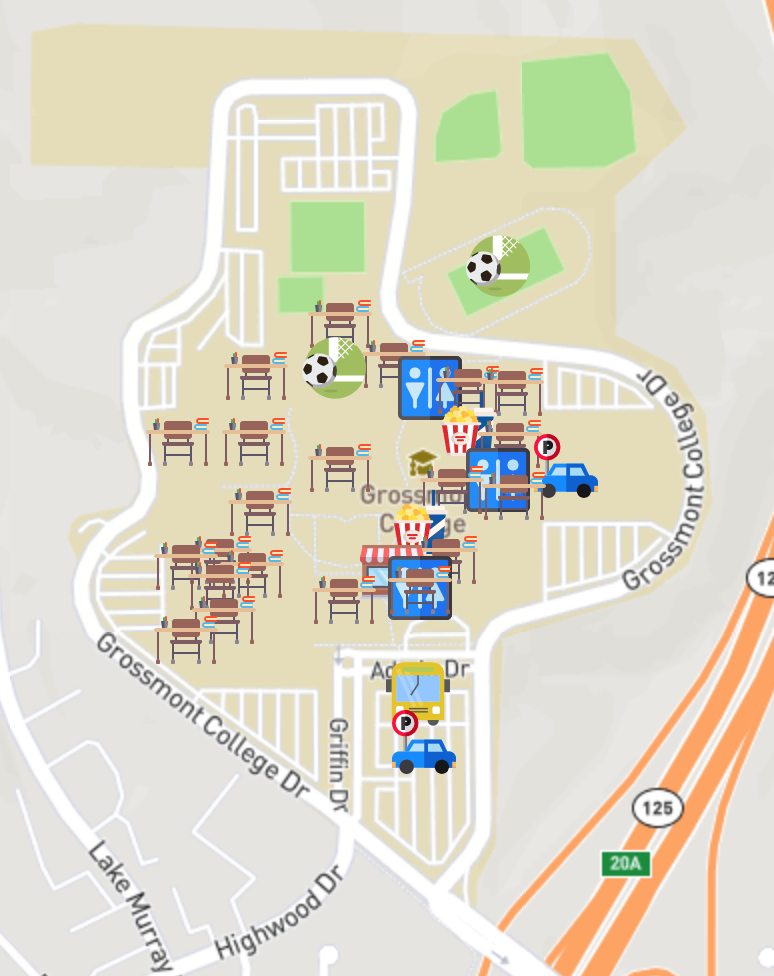 Grossmont College Dr
P
Grossmont
College
Grossmont College Dr
12
Dr
P
Grossmont College Dr
Griffin Dr
125
20A
Lake Murray
Highwood Dr